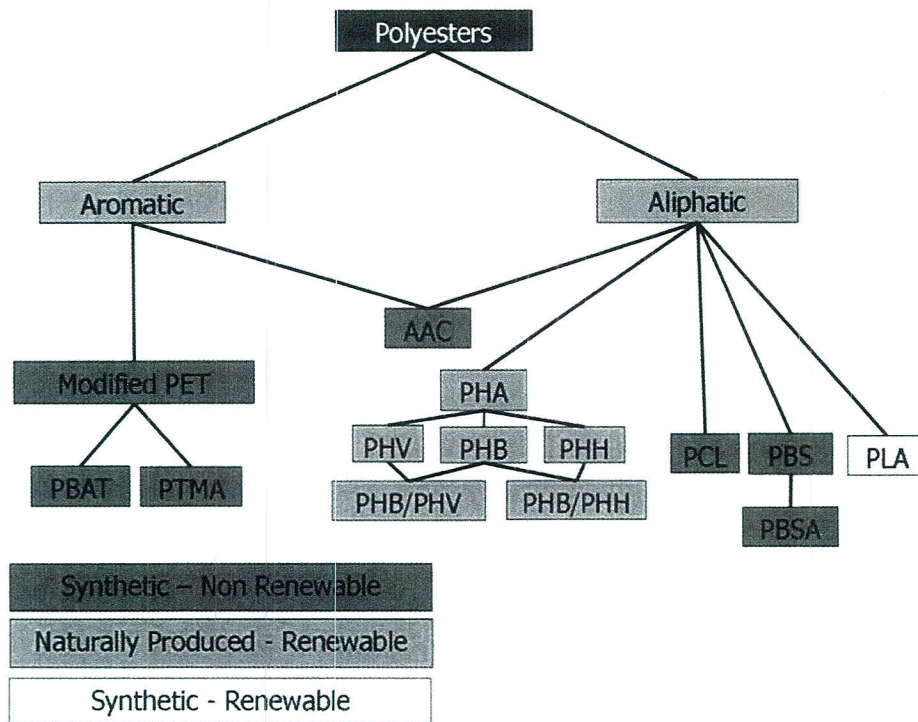 Polyesters
Aromatic
Aliphatic
AAC
Modified PET
PHA
PHV
PHB
PHH
PCL
PBS
PLA
PBAT
PTMA
PHB/PHV
PHB/PHH
PBSA
Synthetic – Non Renewable
Naturally Produced - Renewable
Synthetic - Renewable